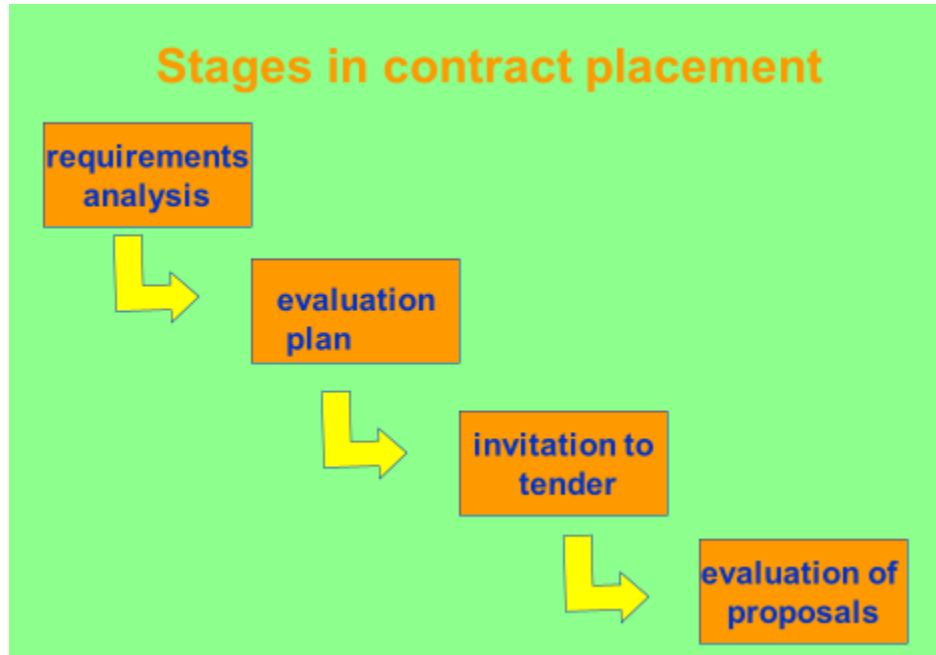 Stages in contract placement
requirements
analysis
evaluation
plan
invitation to
tender
evaluation of
proposals